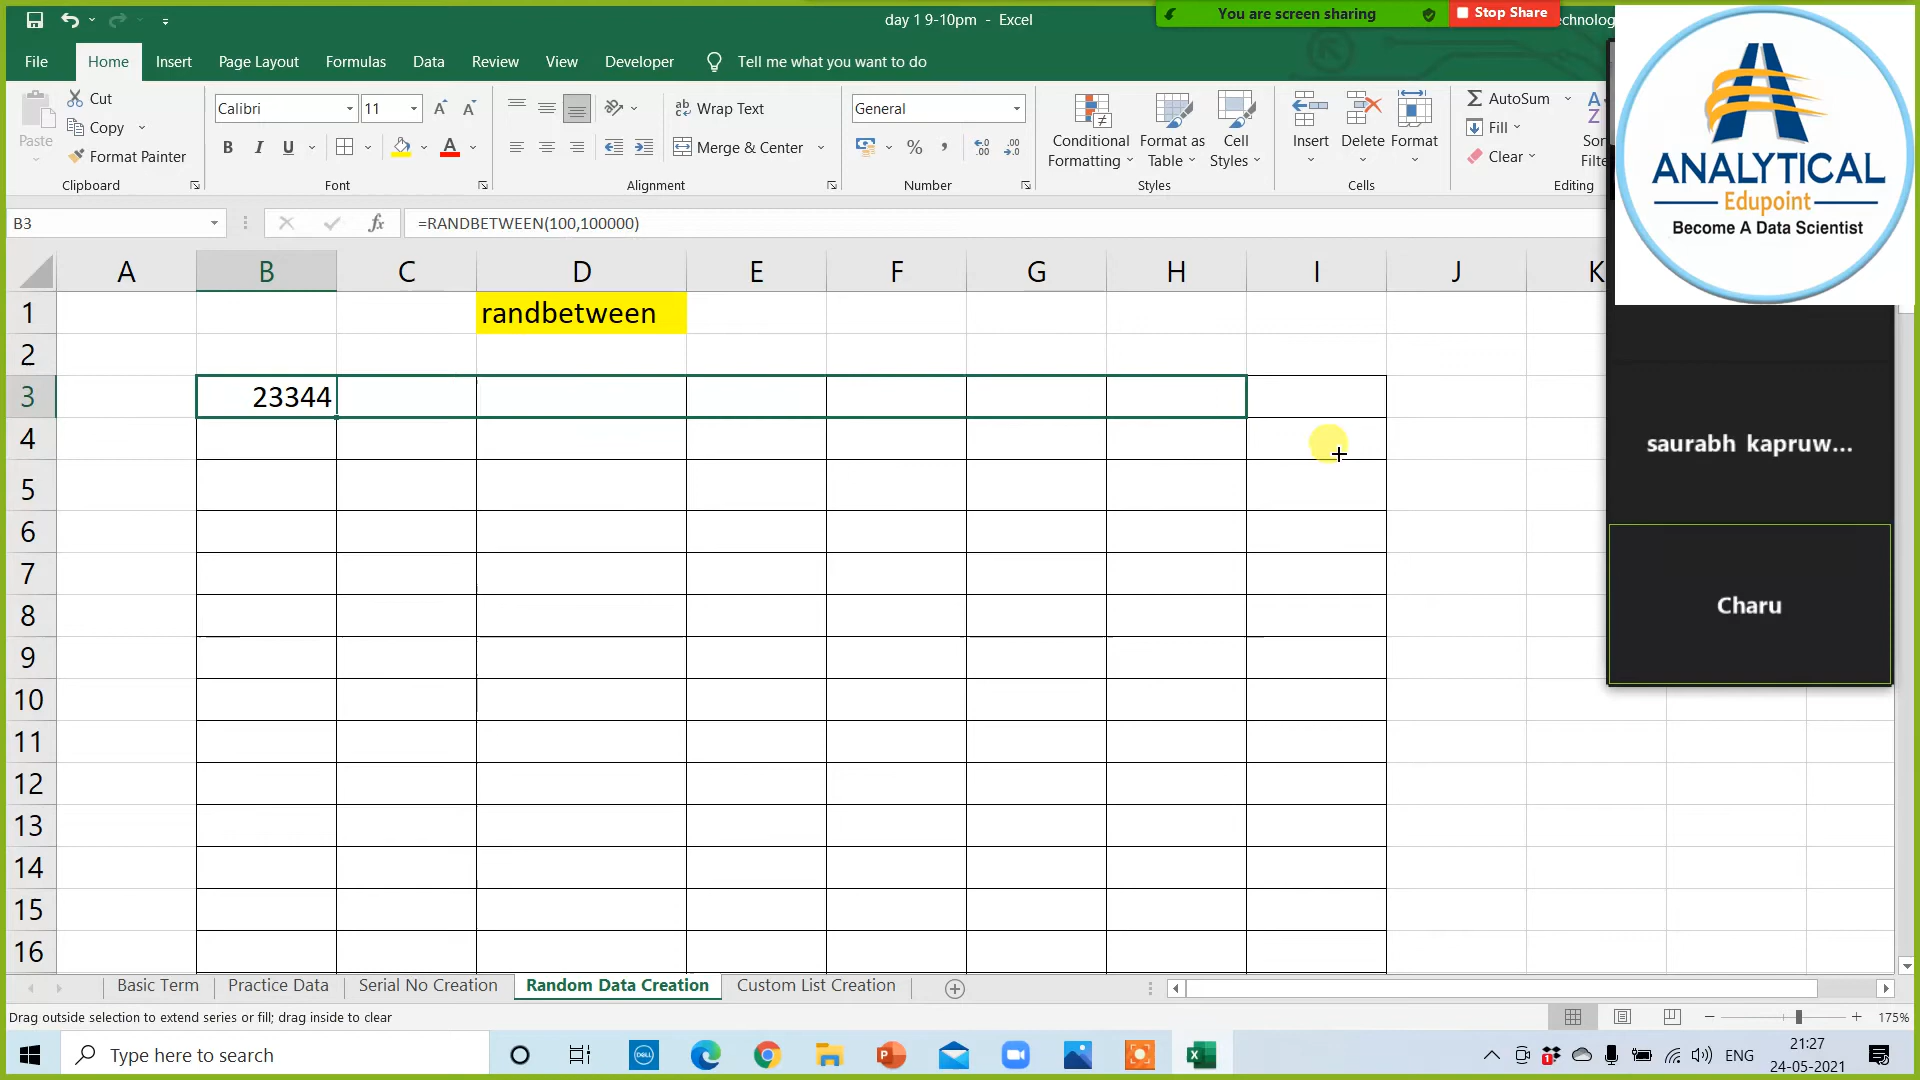 day 1 9-10pm - Excel
You are screen sharing
Stop Share
echnolog
File
Home
Insert
Page Layout
Formulas
Data
Review
View
Developer
Tell me what you want to do
Paste
Cut
Copy
Format Painter
Clipboard
Calibri
11
B I U
A
Font
Wrap Text
Merge & Center
Alignment
General
%
Number
Conditional
Formatting
Format as
Table
Cell
Styles
Styles
Insert
Delete
Format
Cells
AutoSum
Fill
Clear
Sor
Filte
Editing
ANALYTICAL
Edupoint
Become A Data Scientist
B3
fx
=RANDBETWEEN(100,100000)
A B C D E F G H I J K
1 randbetween
2
3 23344
4
5
6
7
8
9
10
11
12
13
14
15
16
saurabh kapruw...
Charu
Basic Term
Practice Data
Serial No Creation
Random Data Creation
Custom List Creation
Drag outside selection to extend series or fill; drag inside to clear
175%
Type here to search
DELL
ENG
21:27
24-05-2021